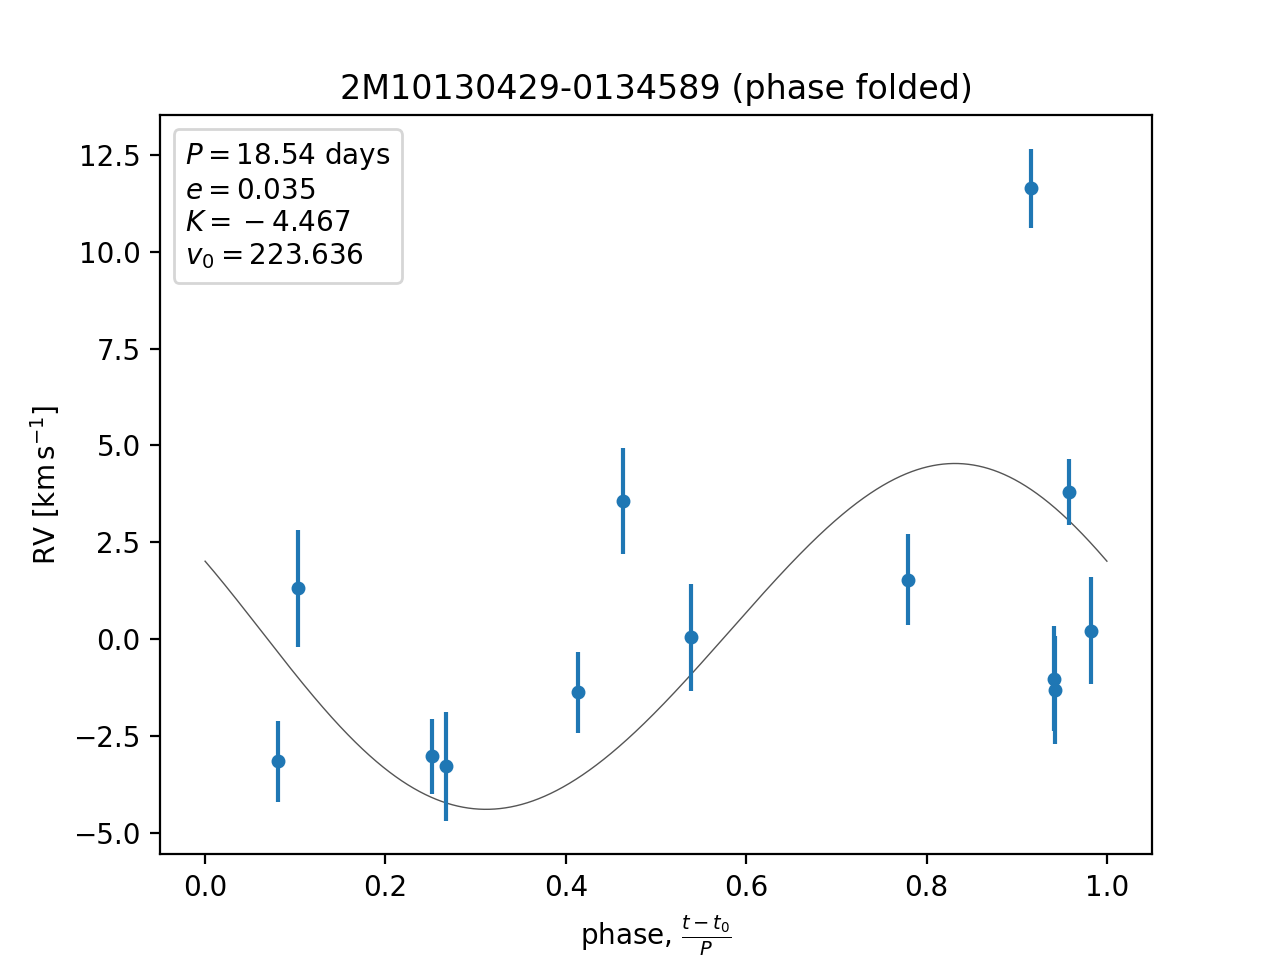 2M10130429-0134589 (phase folded)
P = 18.54 days
e = 0.035
K = −4.467
v₀ = 223.636
12.5
10.0
7.5
5.0
2.5
0.0
−2.5
−5.0
RV [km s⁻¹]
0.0 0.2 0.4 0.6 0.8 1.0
phase, (t − t₀)/P